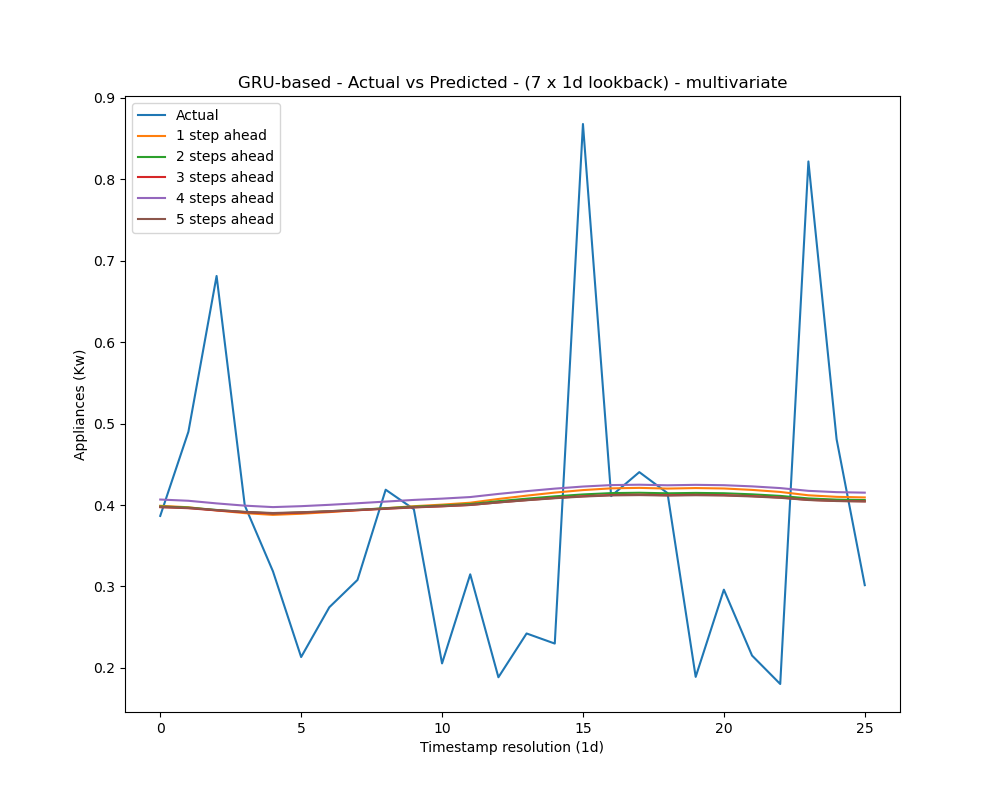 GRU-based - Actual vs Predicted - (7 x 1d lookback) - multivariate
Actual
1 step ahead
2 steps ahead
3 steps ahead
4 steps ahead
5 steps ahead
Appliances (Kw)
0.9
0.8
0.7
0.6
0.5
0.4
0.3
0.2
0
5
10
15
20
25
Timestamp resolution (1d)